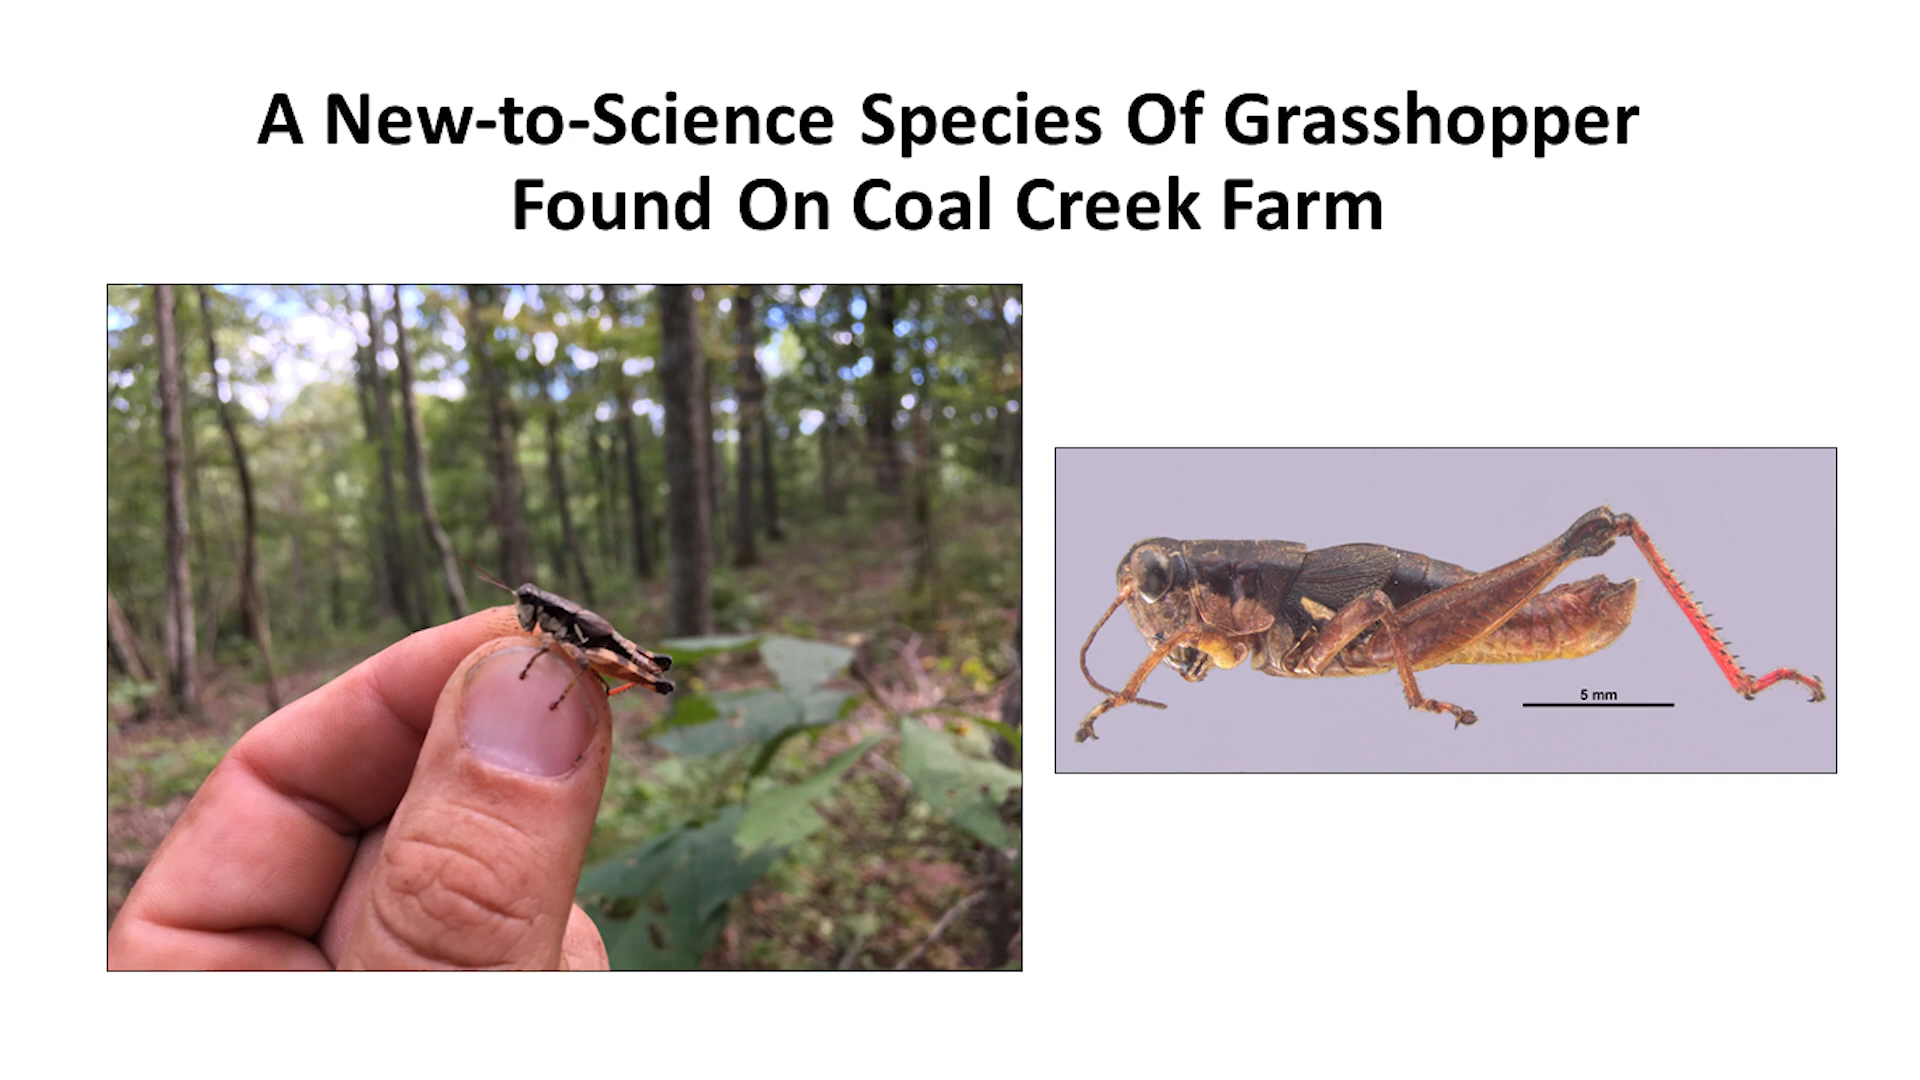 A New-to-Science Species Of Grasshopper
Found On Coal Creek Farm
5 mm